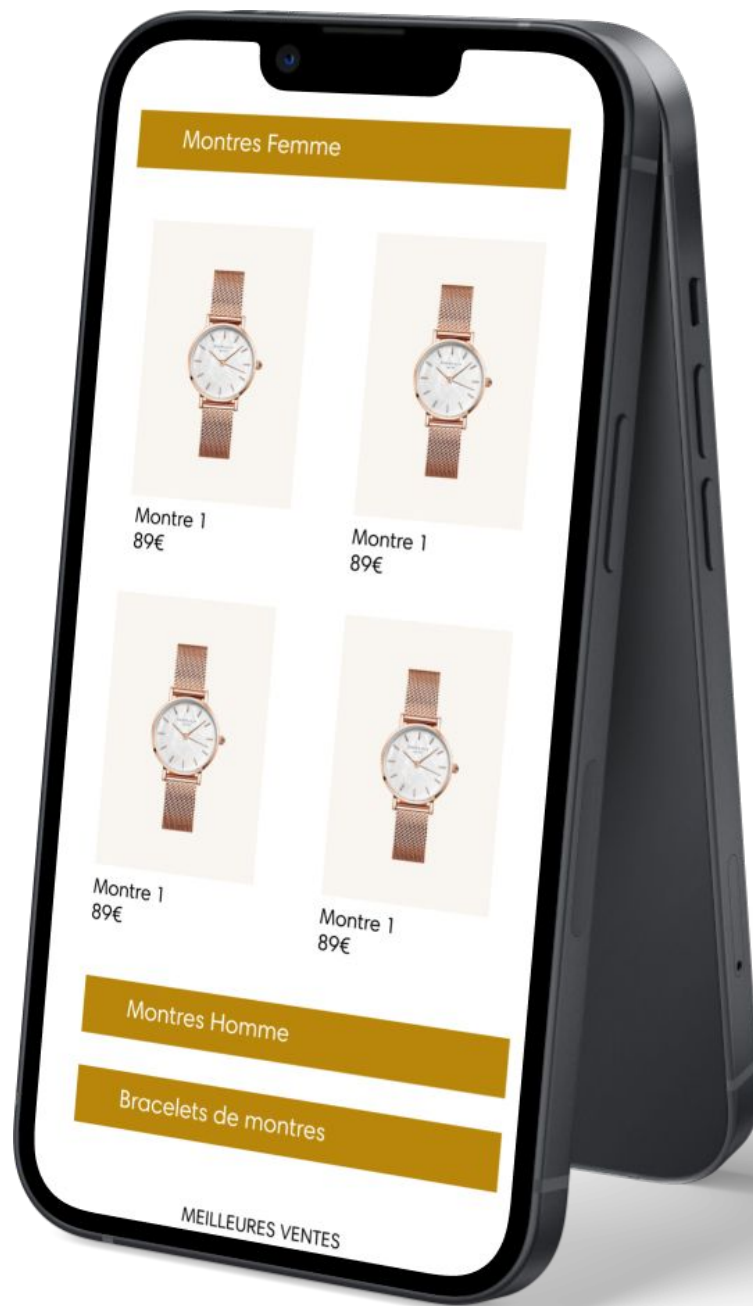 Montres Femme
Montre 1
89€
Montre 1
89€
Montre 1
89€
Montre 1
89€
Montres Homme
Bracelets de montres
MEILLEURES VENTES